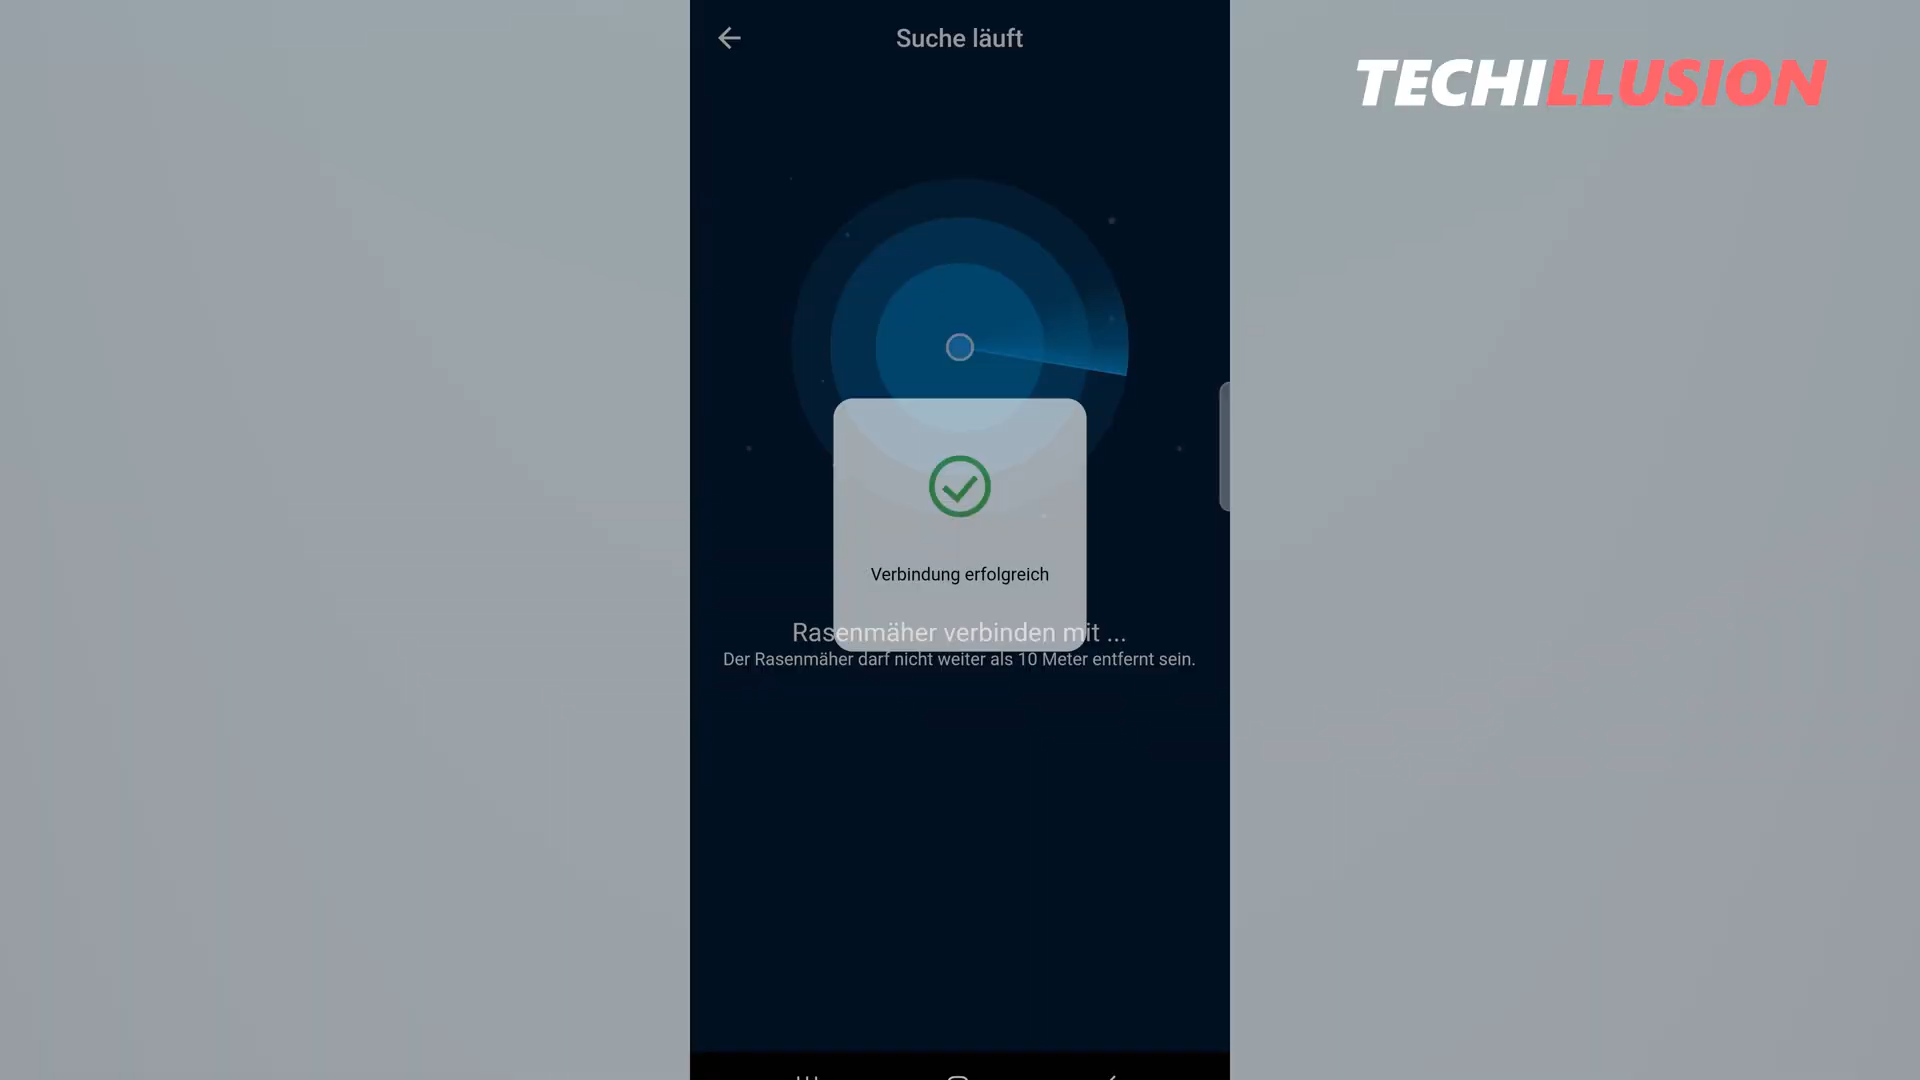 Suche läuft
TECHILLUSION
Verbindung erfolgreich
Rasenmäher verbinden mit ...
Der Rasenmäher darf nicht weiter als 10 Meter entfernt sein.